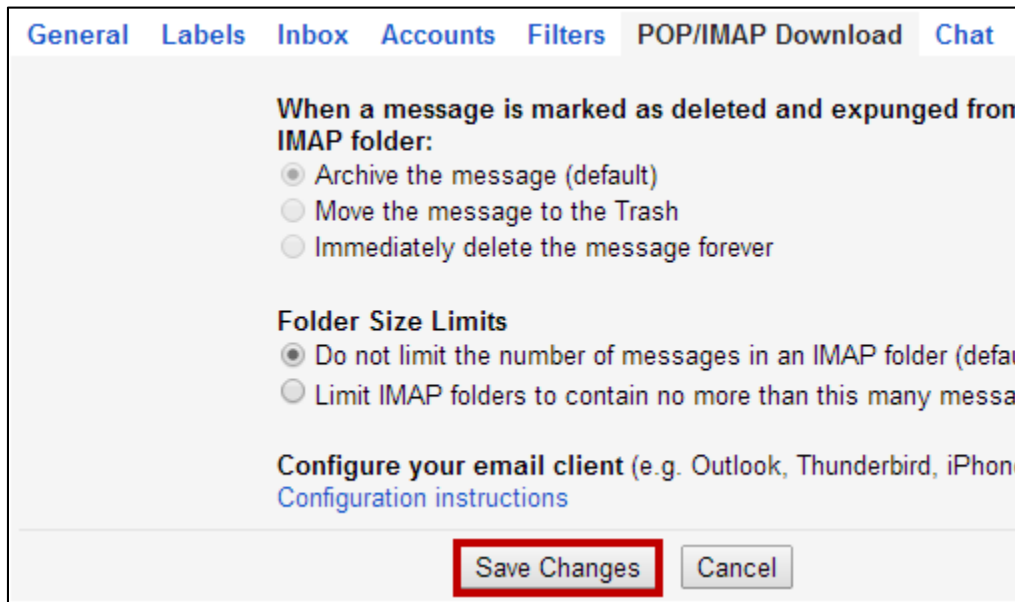 General Labels Inbox Accounts Filters POP/IMAP Download Chat
When a message is marked as deleted and expunged from
IMAP folder:
Archive the message (default)
Move the message to the Trash
Immediately delete the message forever
Folder Size Limits
Do not limit the number of messages in an IMAP folder (defau
Limit IMAP folders to contain no more than this many messa
Configure your email client (e.g. Outlook, Thunderbird, iPhone
Configuration instructions
Save Changes Cancel